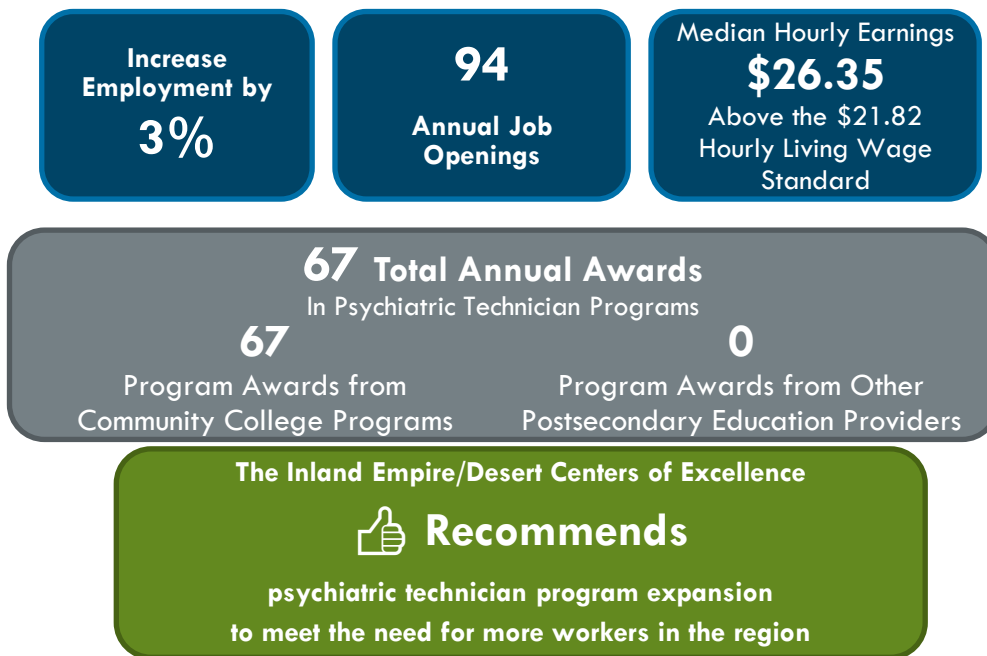 Increase
Employment by
3%
94
Annual Job
Openings
Median Hourly Earnings
$26.35
Above the $21.82
Hourly Living Wage
Standard
67 Total Annual Awards
In Psychiatric Technician Programs
67
Program Awards from
Community College Programs
0
Program Awards from Other
Postsecondary Education Providers
The Inland Empire/Desert Centers of Excellence
Recommends
psychiatric technician program expansion
to meet the need for more workers in the region